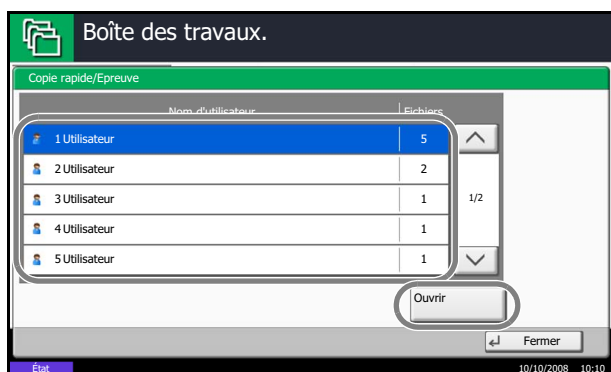 Boîte des travaux.
Copie rapide/Epreuve
Nom d'utilisateur Fichiers
1 Utilisateur 5
2 Utilisateur 2
3 Utilisateur 1
4 Utilisateur 1
5 Utilisateur 1
1/2
Ouvrir
Fermer
État 10/10/2008 10:10